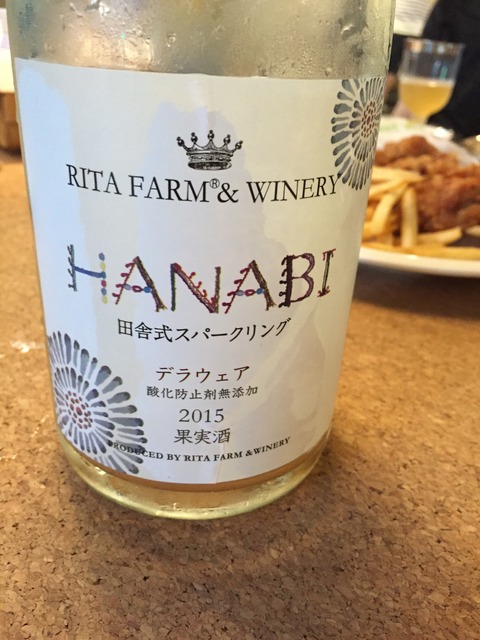 RITA FARM® & WINERY
HANABI
田舎式スパークリング
デラウェア
酸化防止剤無添加
2015
果実酒
PRODUCED BY RITA FARM & WINERY